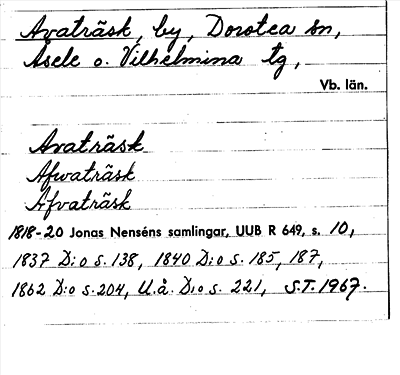 Avaträsk, by, Dorotea sn,
Åsele o. Vilhelmina tg,
Vb. län.
Avaträsk
Afwaträsk
Afvaträsk
1818-20 Jonas Nenséns samlingar, UUB R 649, s. 10,
1837 D:o s. 138, 1840 D:o s. 185, 187,
1862 D:o s. 204, U.å. D:o s. 221, S.T. 1967.